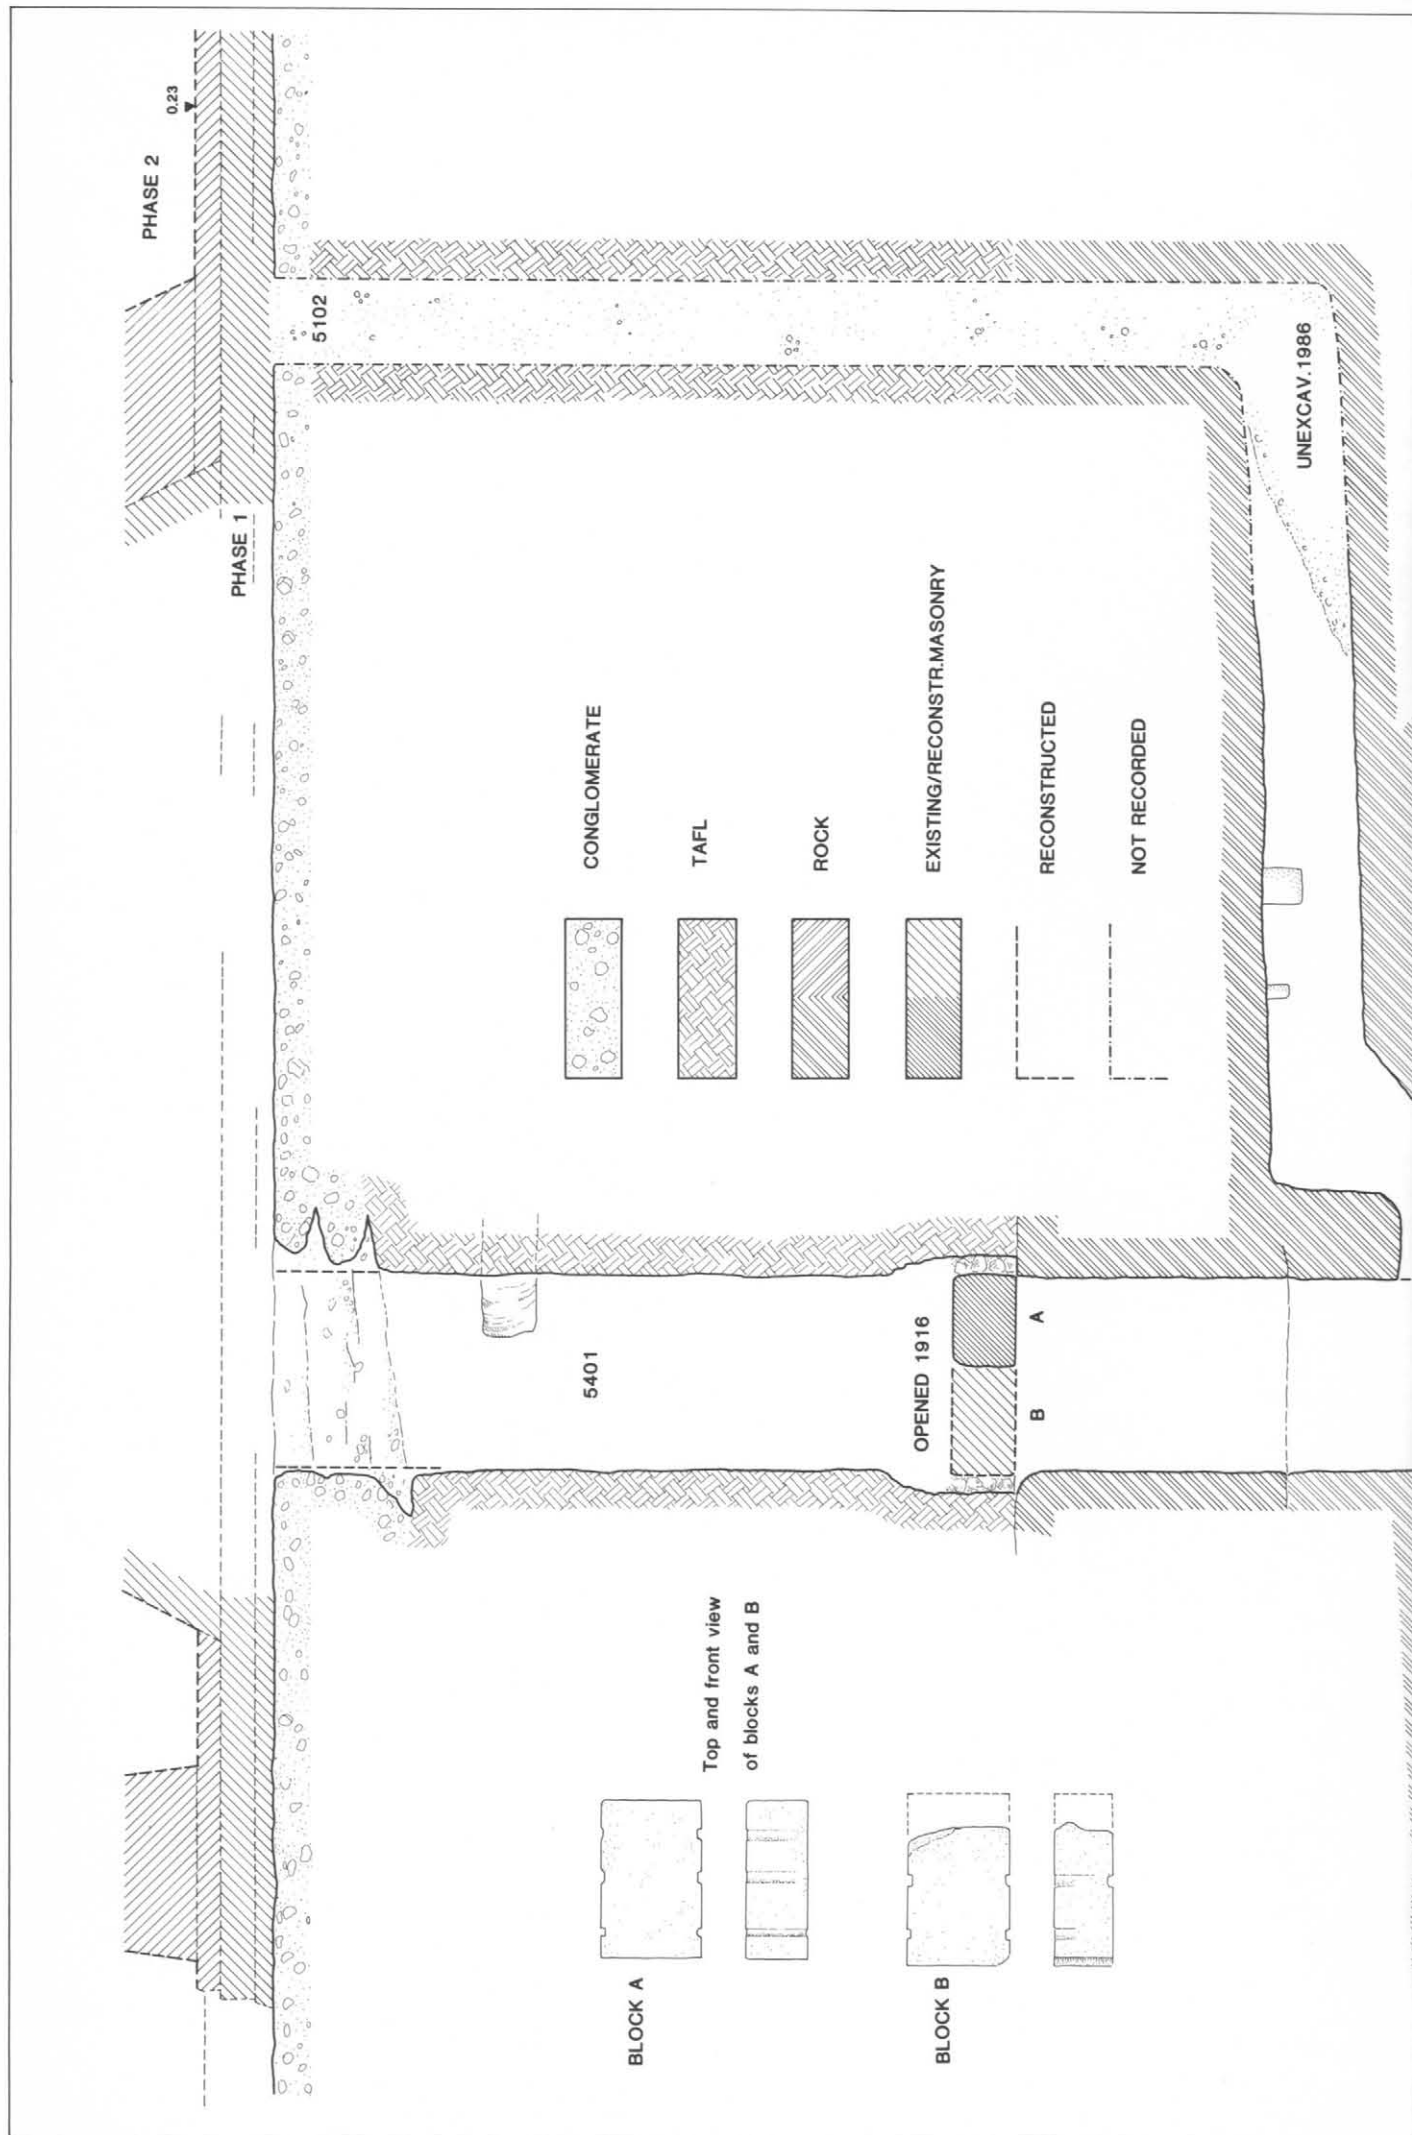 PHASE 2
0.23
PHASE 1
5102
UNEXCAV.1986
CONGLOMERATE
TAFL
ROCK
EXISTING/RECONSTR.MASONRY
RECONSTRUCTED
NOT RECORDED
5401
OPENED 1916
B
A
Top and front view
of blocks A and B
BLOCK A
BLOCK B